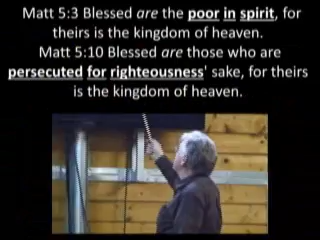 Matt 5:3 Blessed are the poor in spirit, for
theirs is the kingdom of heaven.
Matt 5:10 Blessed are those who are
persecuted for righteousness' sake, for theirs
is the kingdom of heaven.